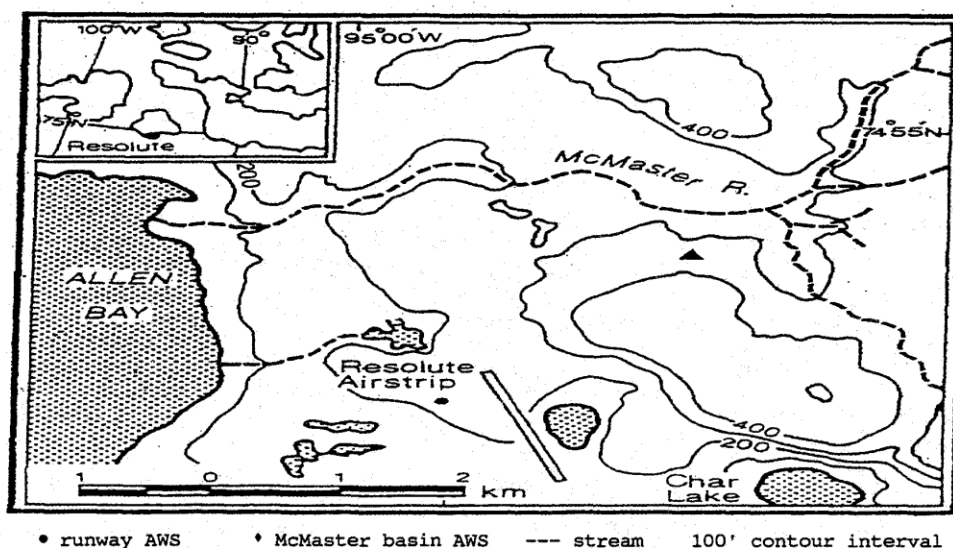 100°W
90°
95°00'W
75°N
Resolute
200
400
74°55'N
McMaster R.
ALLEN
BAY
Resolute
Airstrip
400
200
Char
Lake
1 0 1 2
km
• runway AWS ♦ McMaster basin AWS --- stream 100' contour interval